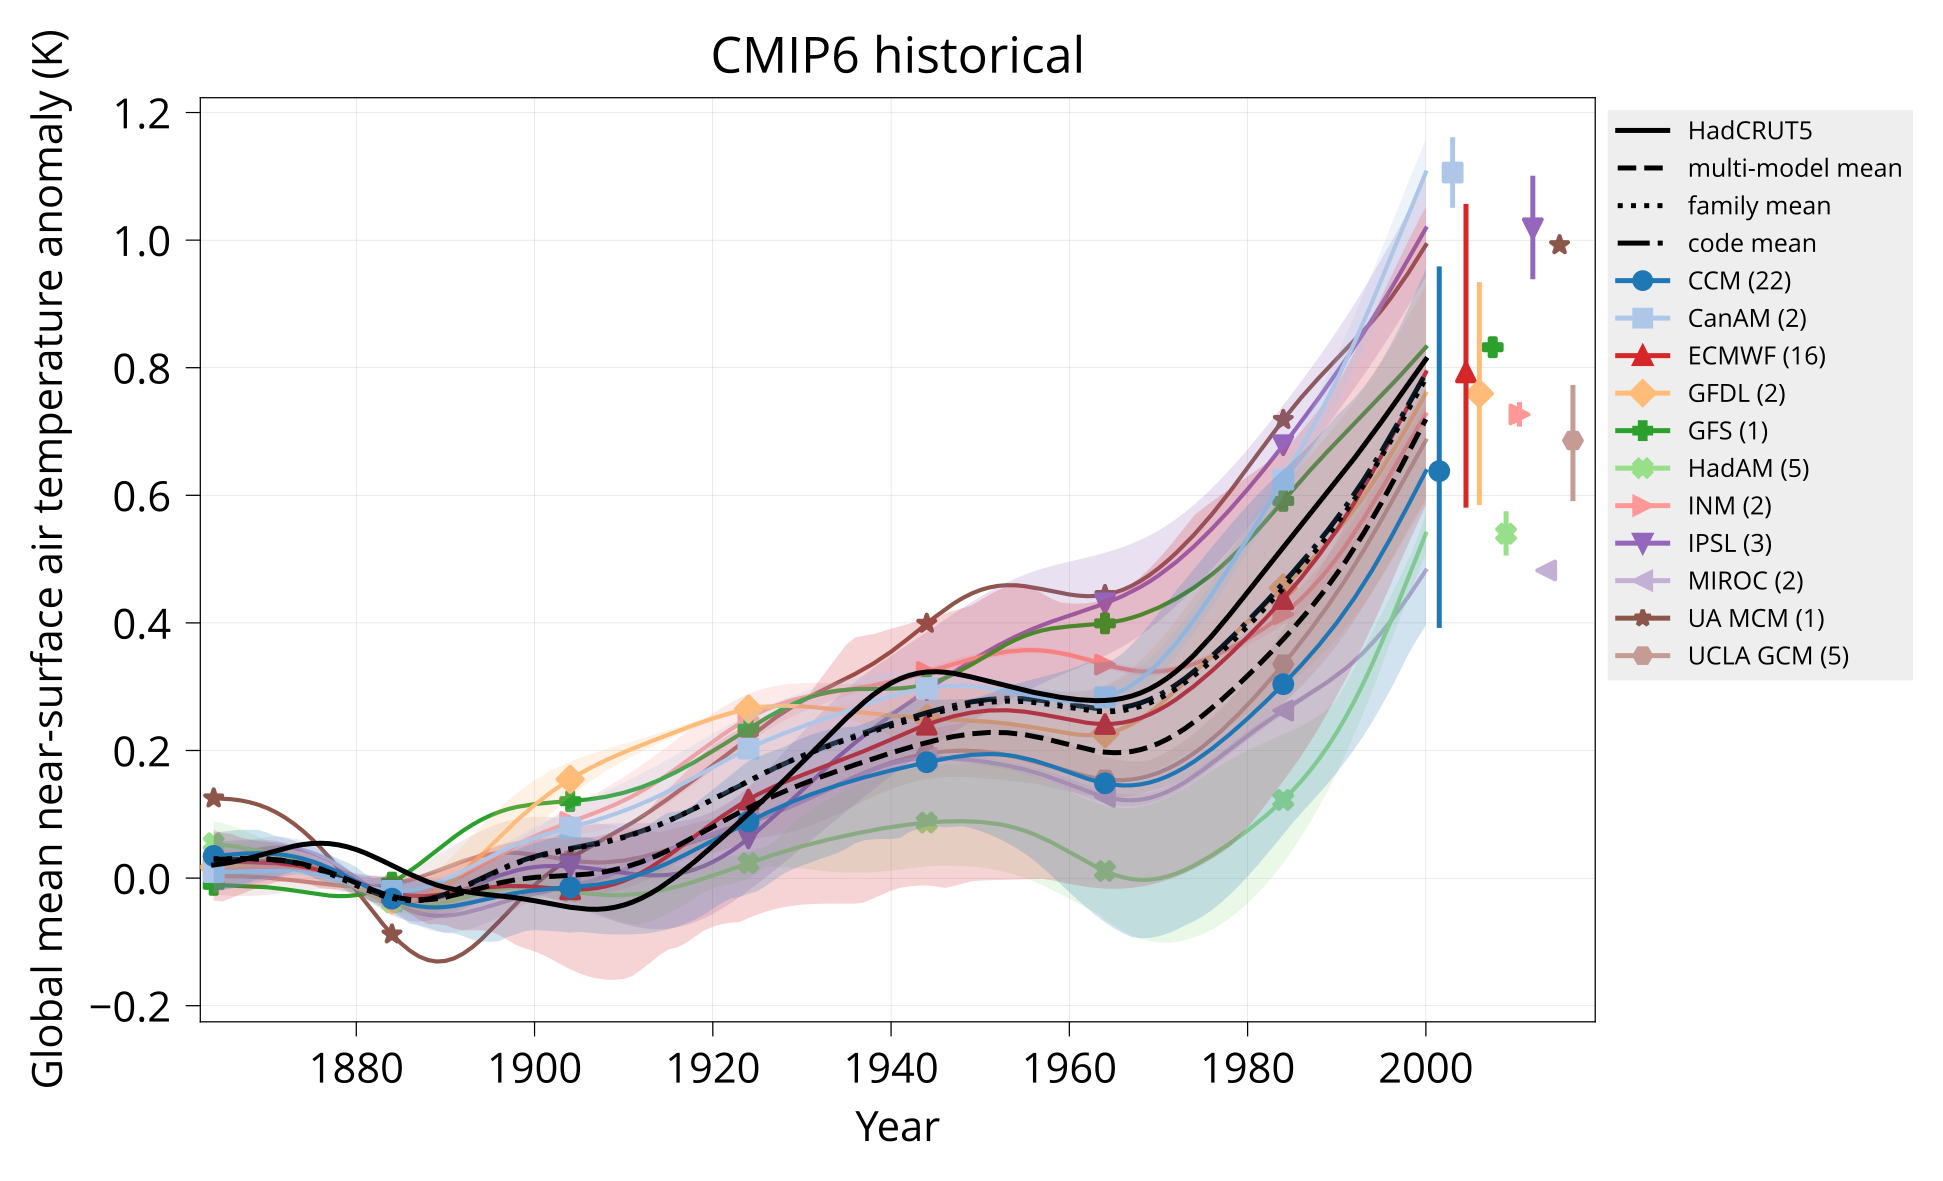 CMIP6 historical
Global mean near-surface air temperature anomaly (K)
1.2
1.0
0.8
0.6
0.4
0.2
0.0
−0.2
1880
1900
1920
1940
1960
1980
2000
Year
HadCRUT5
multi-model mean
family mean
code mean
CCM (22)
CanAM (2)
ECMWF (16)
GFDL (2)
GFS (1)
HadAM (5)
INM (2)
IPSL (3)
MIROC (2)
UA MCM (1)
UCLA GCM (5)